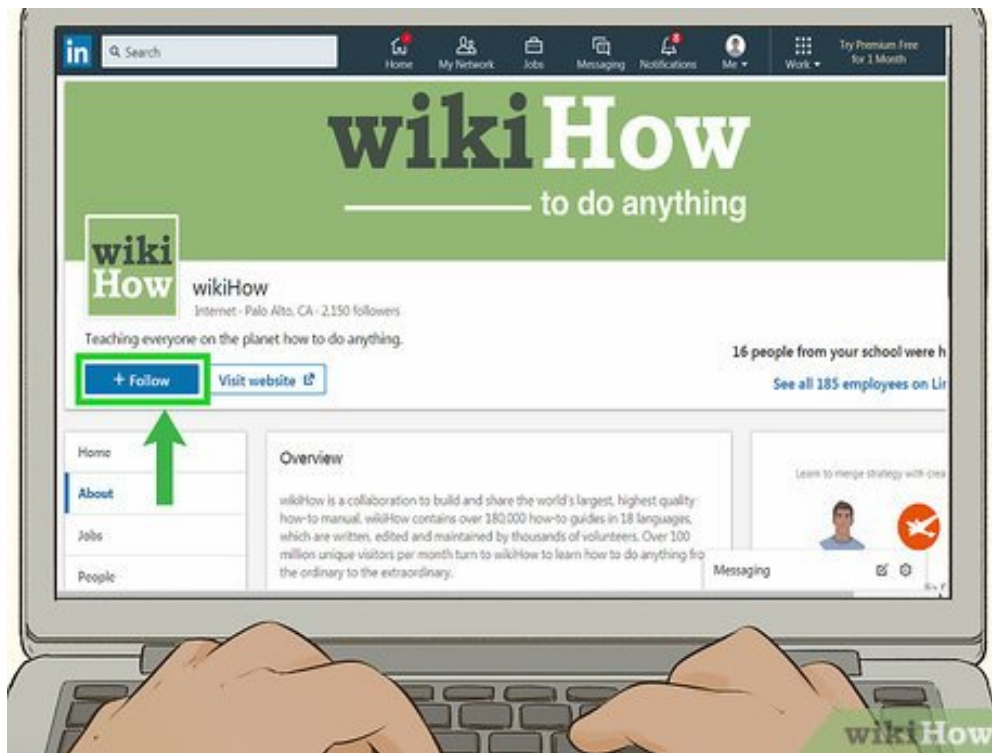 in Search Home My Network Jobs Messaging Notifications Me Work Try Premium Free
for 1 Month
8
wikiHow
to do anything
wiki
How
wikiHow
Internet · Palo Alto, CA · 2,150 followers
Teaching everyone on the planet how to do anything.
16 people from your school were h
+ Follow Visit website
See all 185 employees on Lin
Home
About
Jobs
People
Overview
wikiHow is a collaboration to build and share the world's largest, highest quality
how-to manual. wikiHow contains over 180,000 how-to guides in 18 languages,
which are written, edited and maintained by thousands of volunteers. Over 100
million unique visitors per month turn to wikiHow to learn how to do anything fro
the ordinary to the extraordinary.
Learn to merge strategy with crea
Messaging
wikiHow